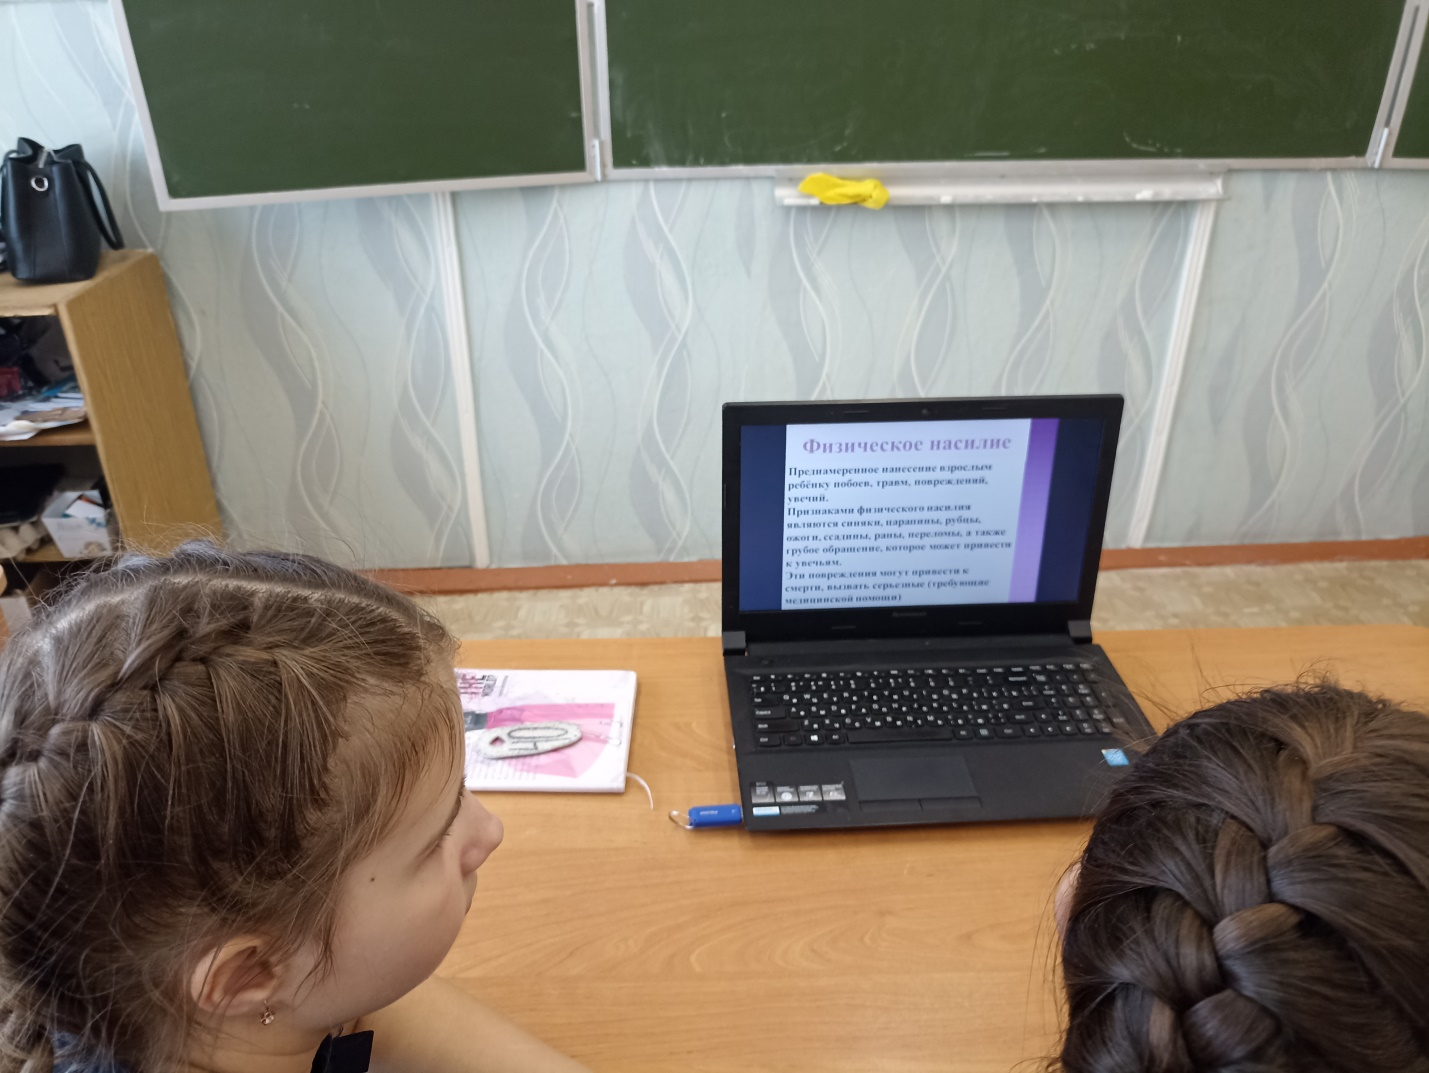 Физическое насилие
Преднамеренное нанесение взрослым
ребёнку побоев, травм, повреждений,
увечий.
Признаками физического насилия
являются синяки, царапины, рубцы,
ожоги, ссадины, раны, переломы, а также
грубое обращение, которое может привести
к увечьям.
Эти повреждения могут привести к
смерти, вызвать серьезные (требующие
медицинской помощи)